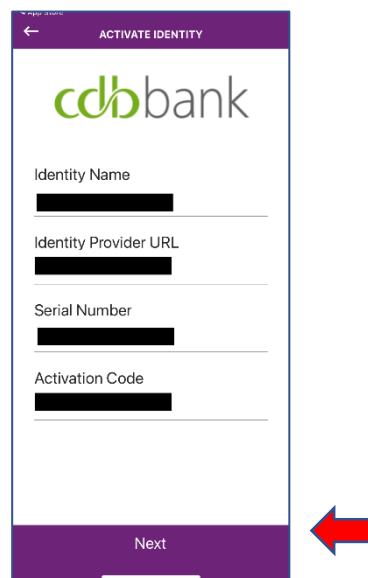 App Store
ACTIVATE IDENTITY
cdbbank
Identity Name
Identity Provider URL
Serial Number
Activation Code
Next